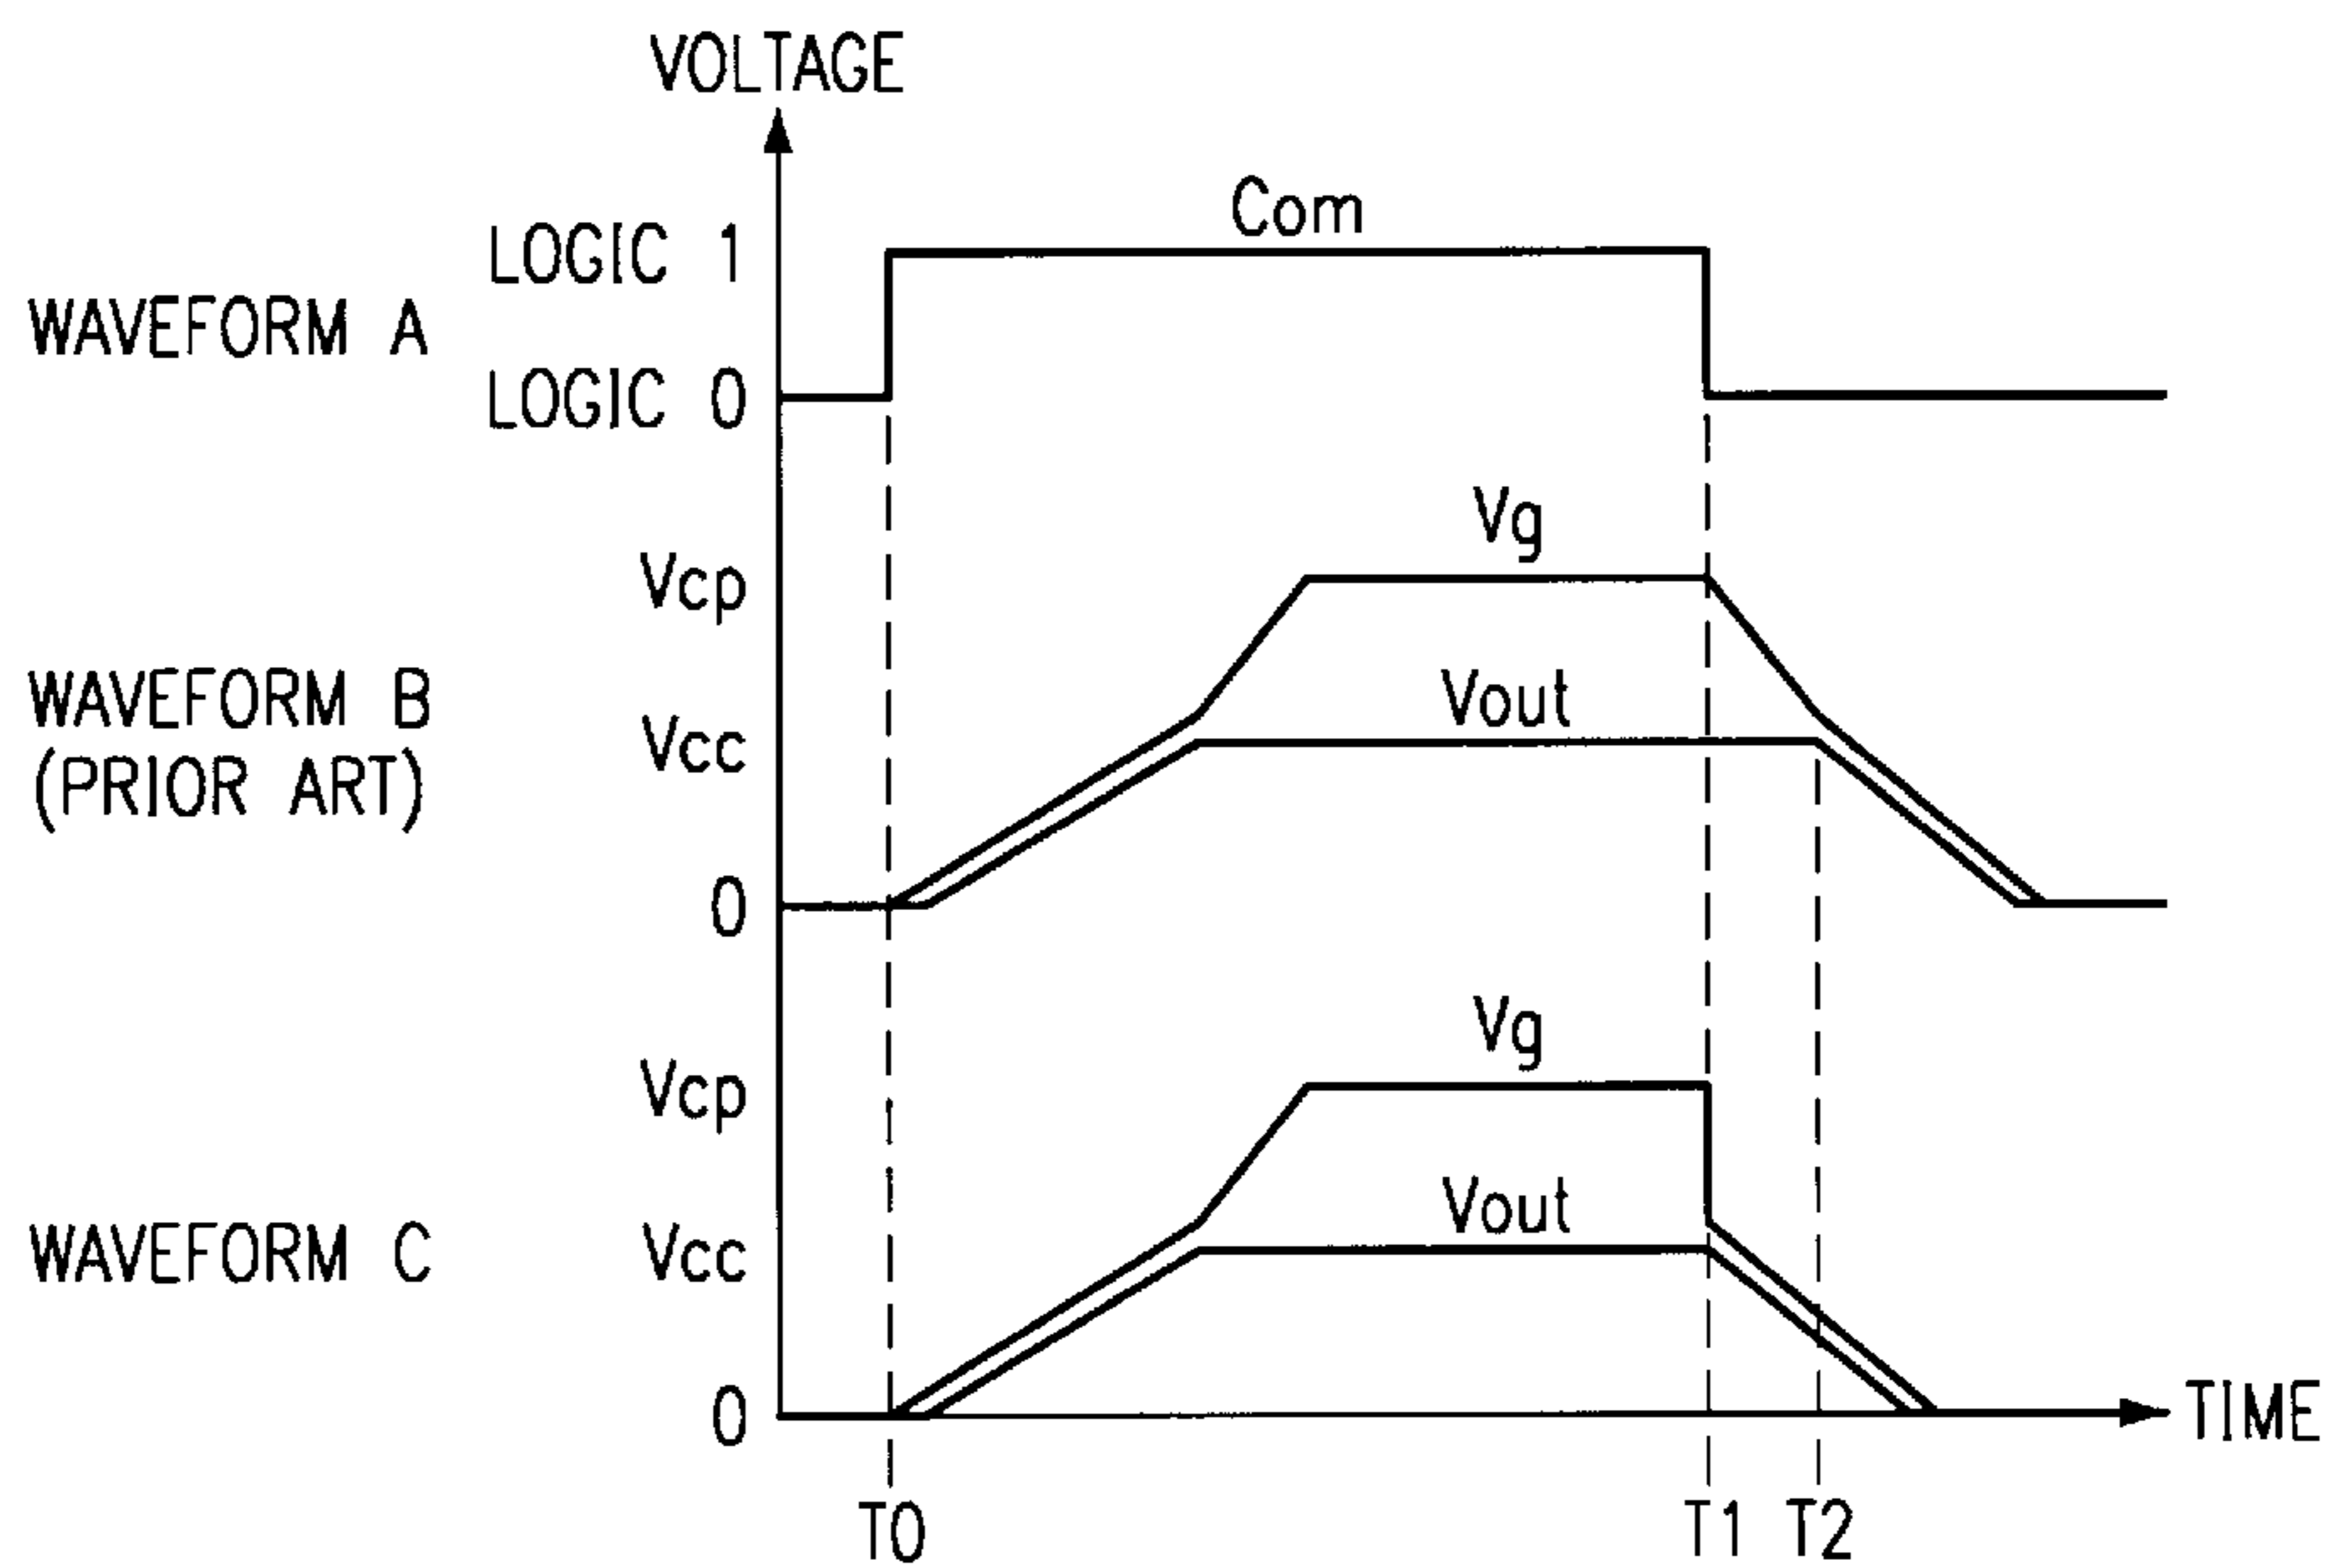 VOLTAGE
Com
LOGIC 1
WAVEFORM A
LOGIC 0
Vg
Vcp
Vout
WAVEFORM B
(PRIOR ART)
Vcc
0
Vg
Vcp
Vout
WAVEFORM C
Vcc
0
TIME
T0
T1
T2